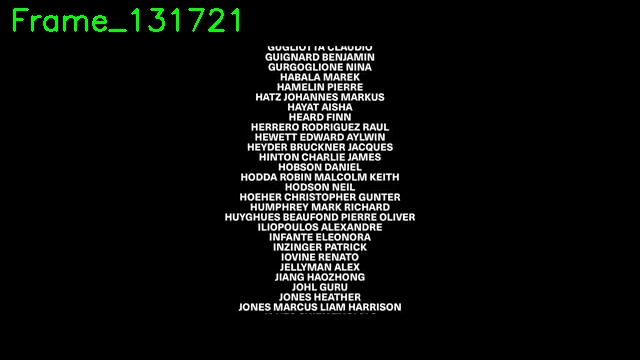 Frame_131721
GUGLIOTTA CLAUDIO
GUIGNARD BENJAMIN
GURGOGLIONE NINA
HABALA MAREK
HAMELIN PIERRE
HATZ JOHANNES MARKUS
HAYAT AISHA
HEARD FINN
HERRERO RODRIGUEZ RAUL
HEWETT EDWARD AYLWIN
HEYDER BRUCKNER JACQUES
HINTON CHARLIE JAMES
HOBSON DANIEL
HODDA ROBIN MALCOLM KEITH
HODSON NEIL
HOEHER CHRISTOPHER GUNTER
HUMPHREY MARK RICHARD
HUYGHUES BEAUFOND PIERRE OLIVER
ILIOPOULOS ALEXANDRE
INFANTE ELEONORA
INZINGER PATRICK
IOVINE RENATO
JELLYMAN ALEX
JIANG HAOZHONG
JOHL GURU
JONES HEATHER
JONES MARCUS LIAM HARRISON